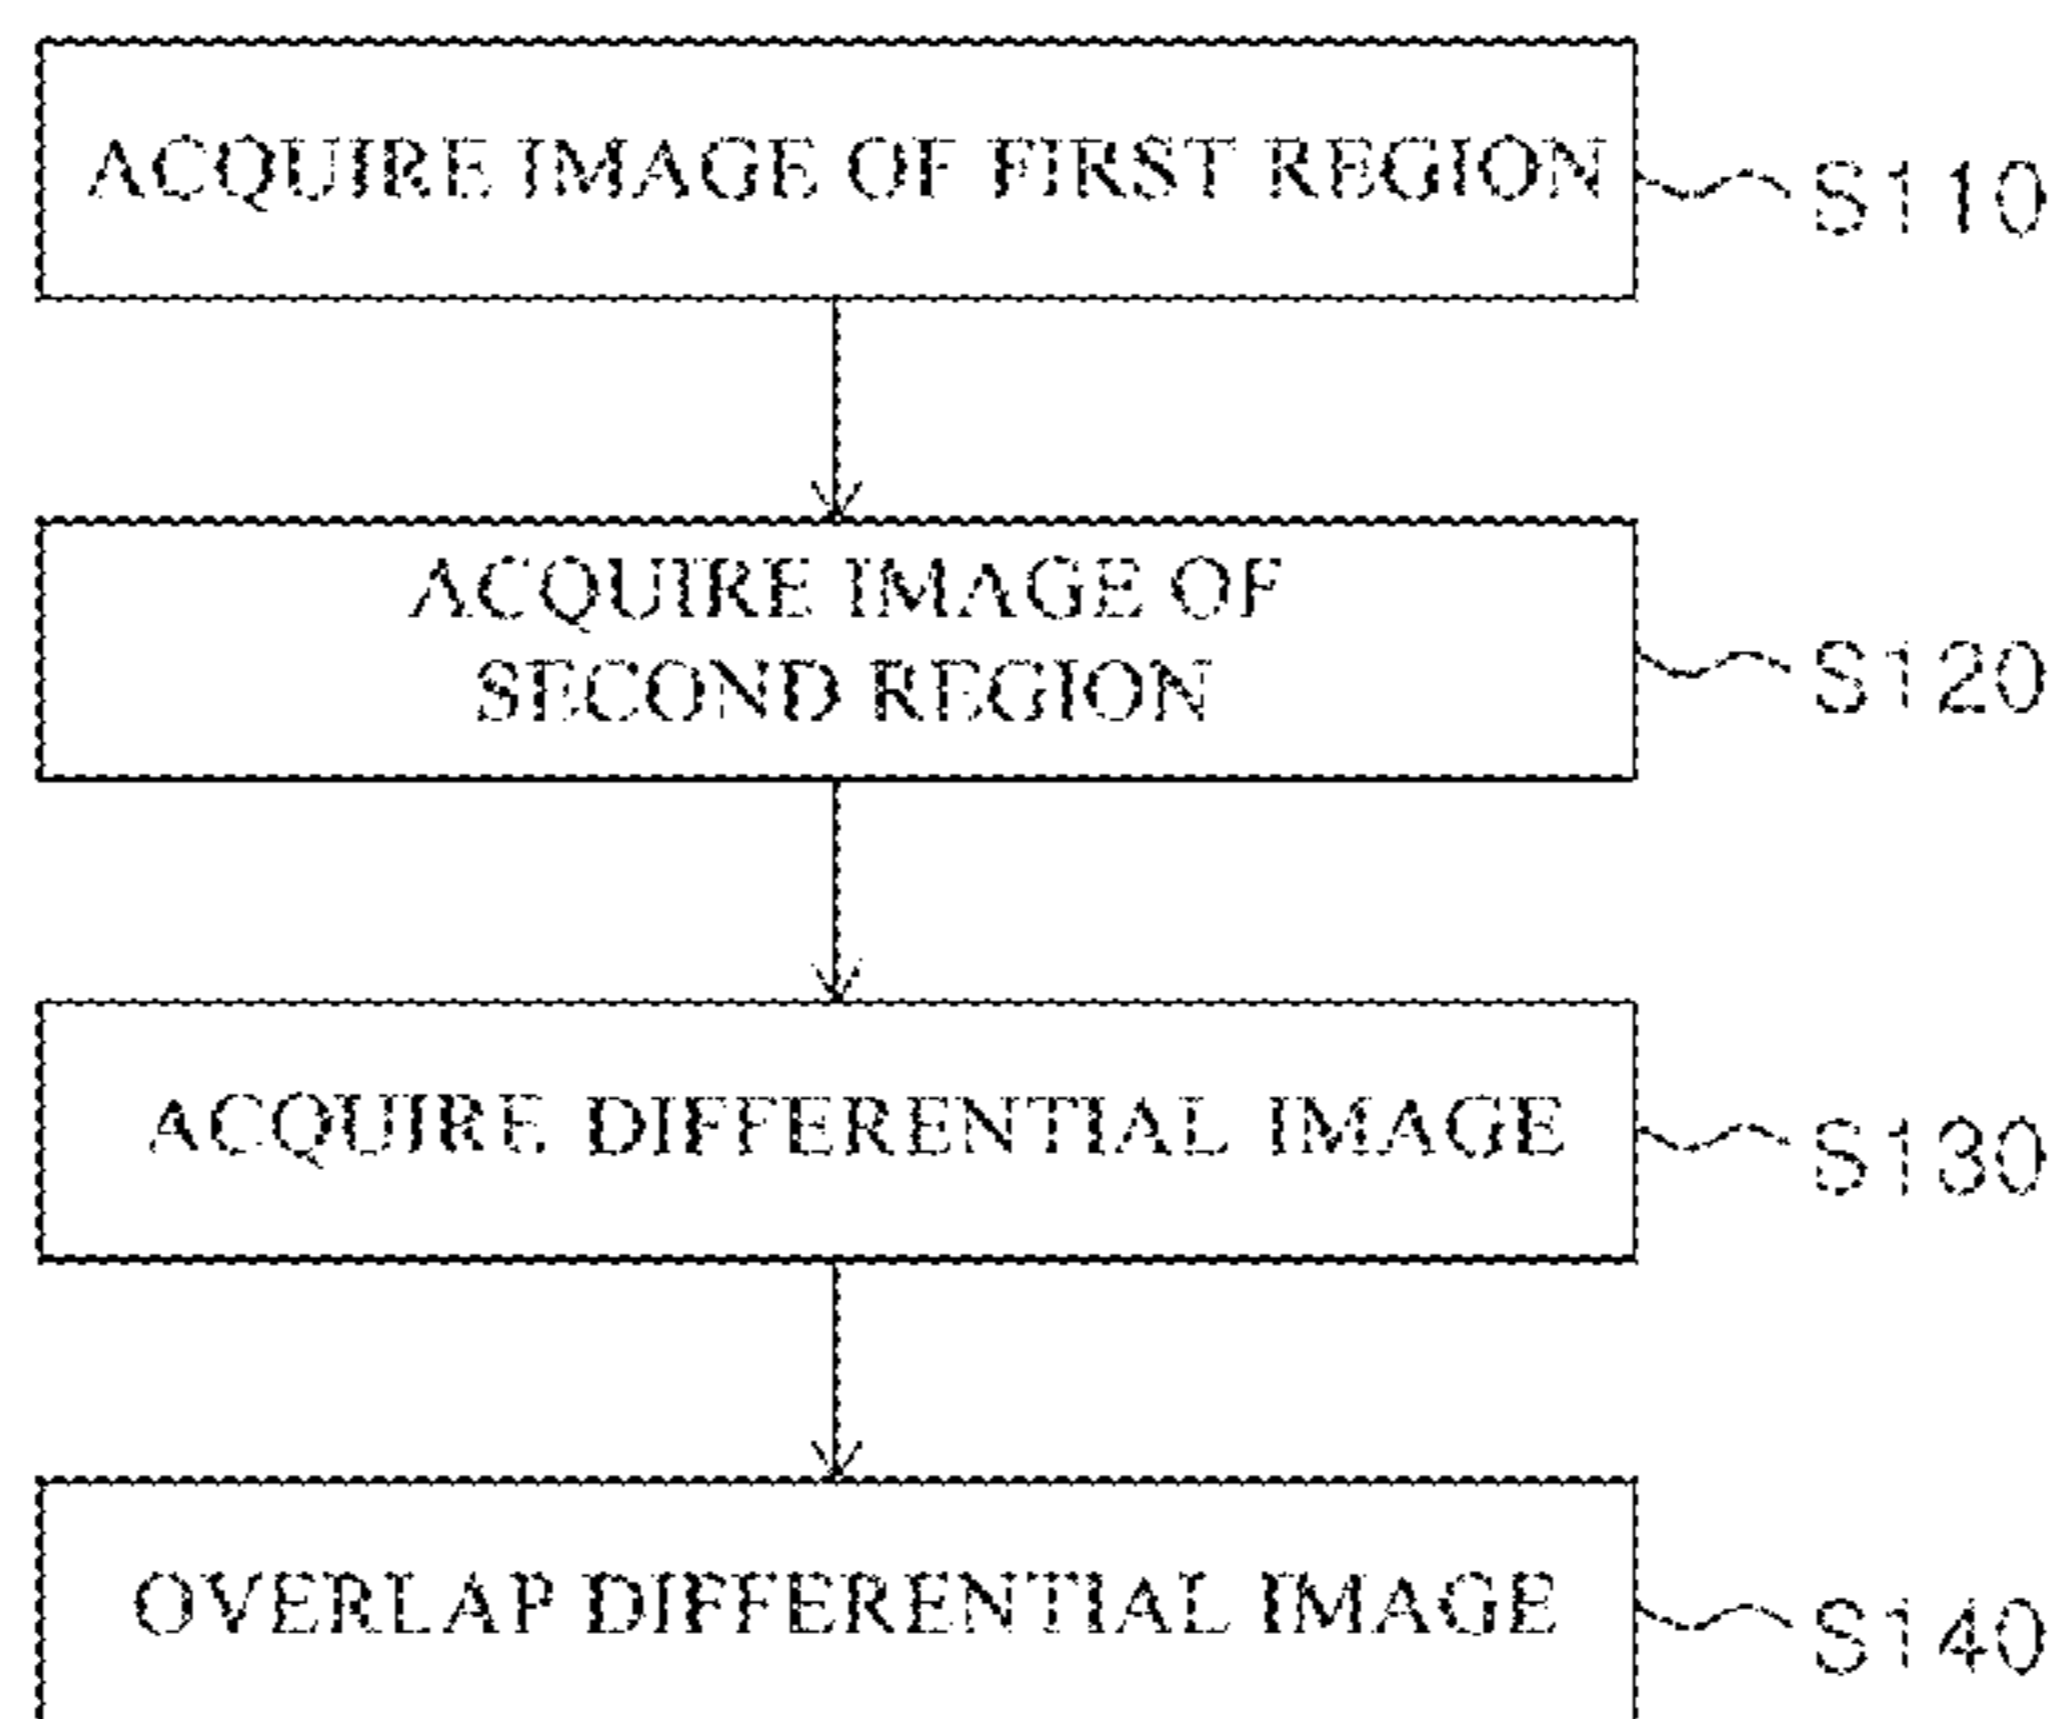 ACQUIRE IMAGE OF FIRST REGION
S110
ACQUIRE IMAGE OF
SECOND REGION
S120
ACQUIRE DIFFERENTIAL IMAGE
S130
OVERLAP DIFFERENTIAL IMAGE
S140